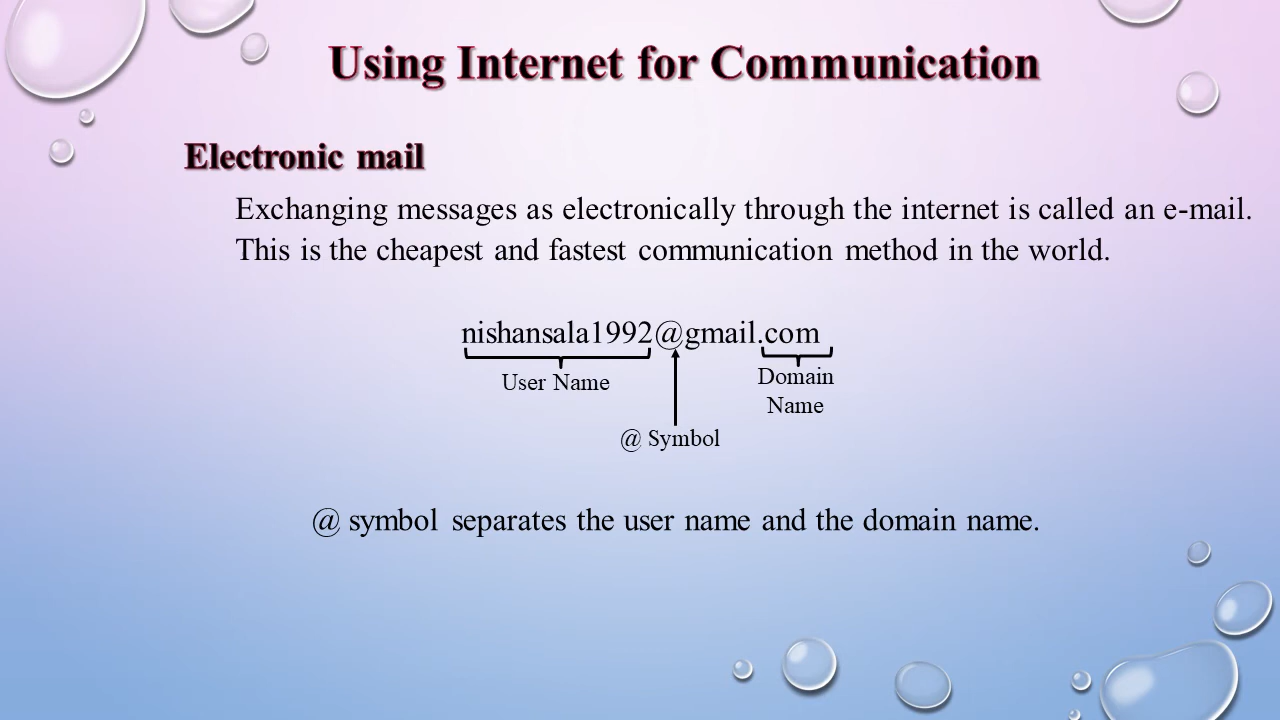 Using Internet for Communication
Electronic mail
Exchanging messages as electronically through the internet is called an e-mail.
This is the cheapest and fastest communication method in the world.
nishansala1992@gmail.com
User Name
Domain
Name
@ Symbol
@ symbol separates the user name and the domain name.